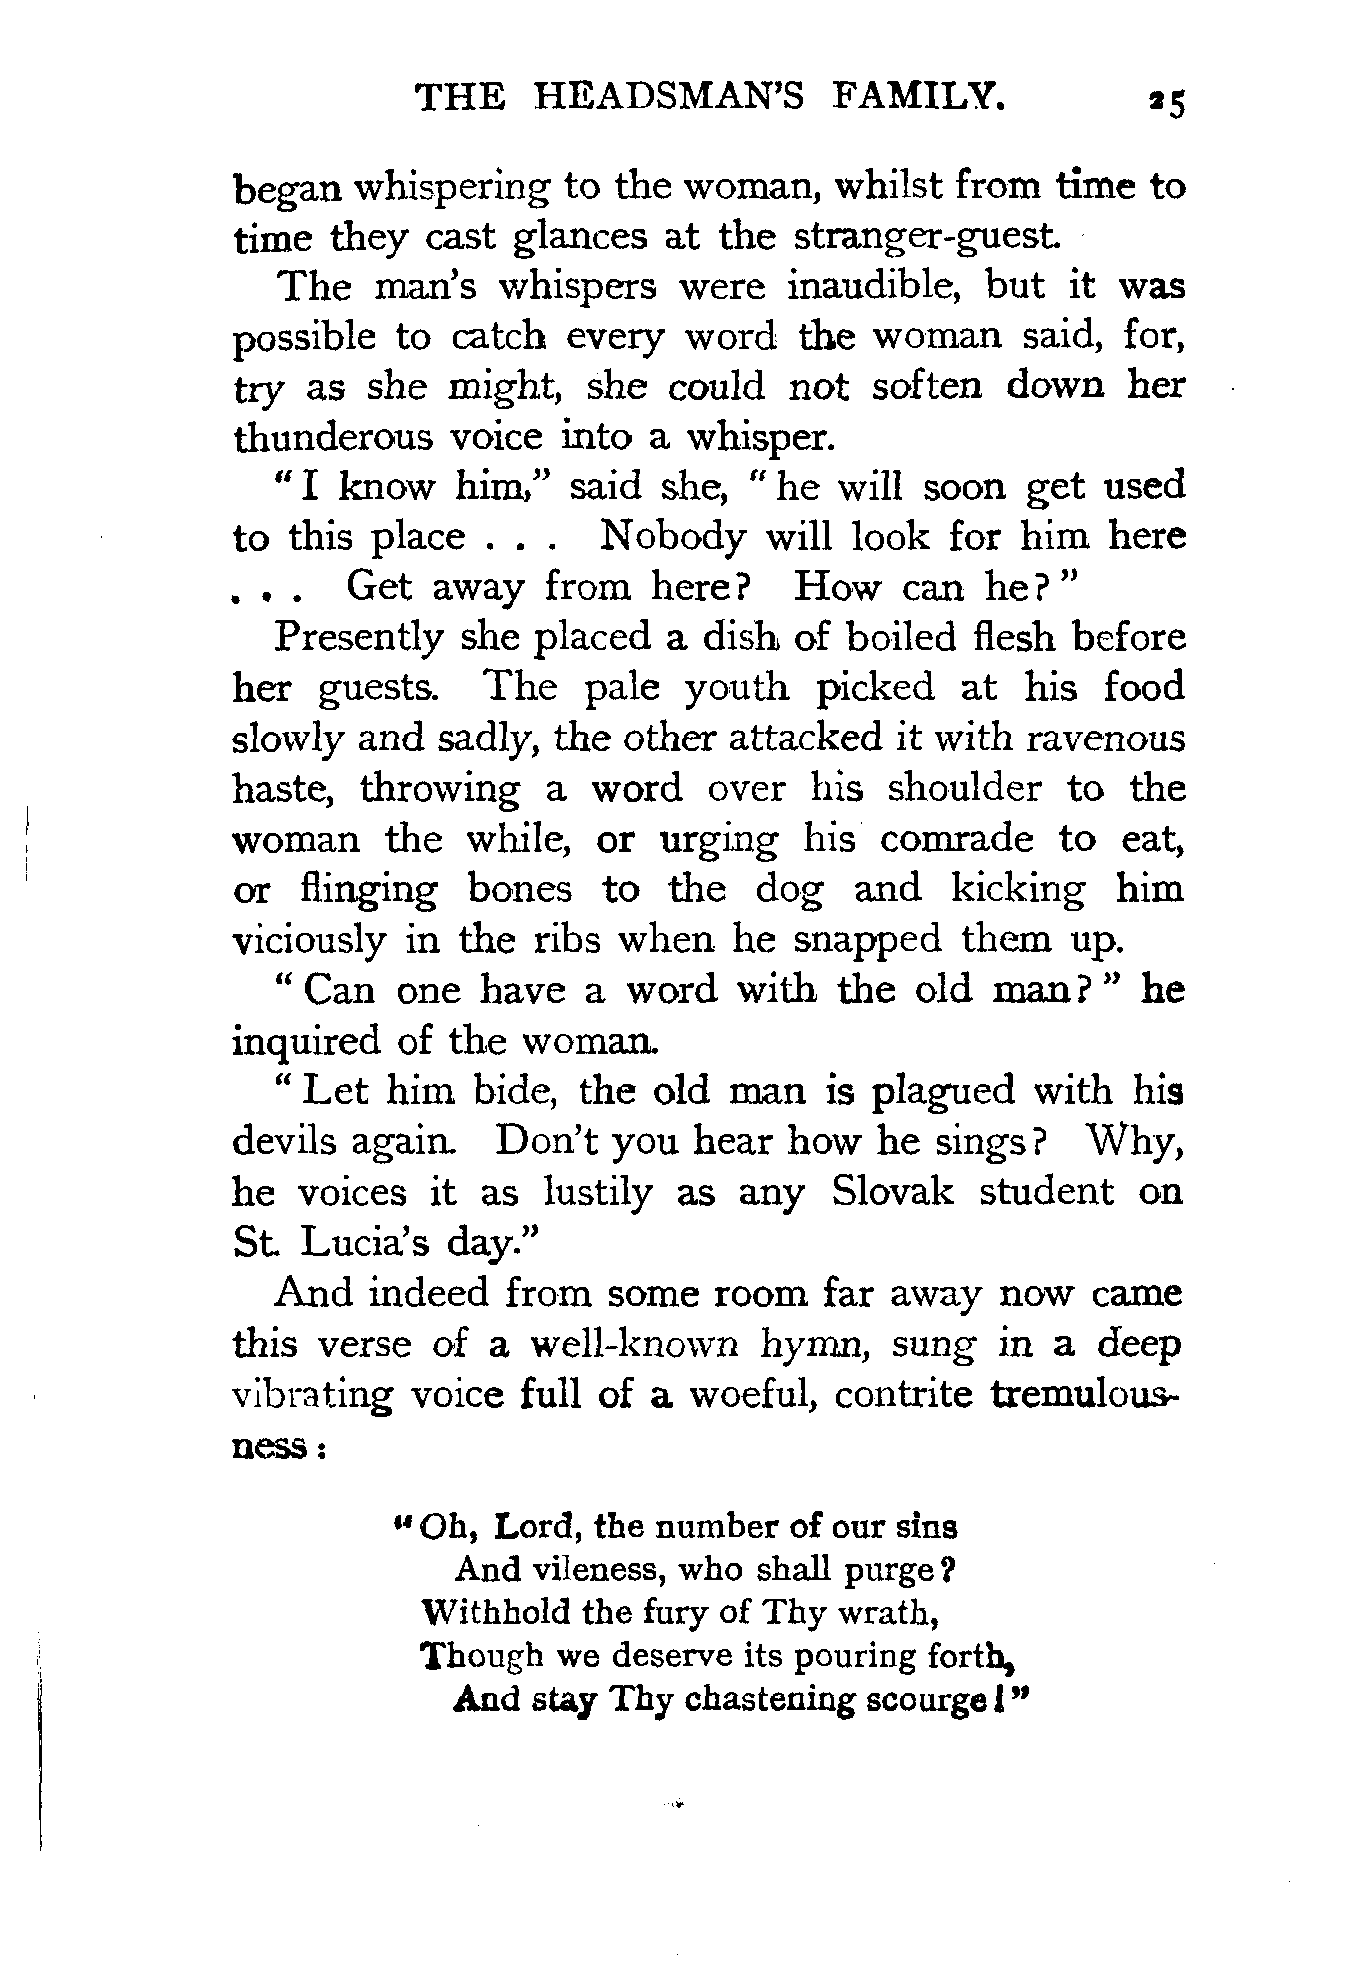 THE HEADSMAN'S FAMILY. 25
began whispering to the woman, whilst from time to
time they cast glances at the stranger-guest.
The man's whispers were inaudible, but it was
possible to catch every word the woman said, for,
try as she might, she could not soften down her
thunderous voice into a whisper.
"I know him," said she, "he will soon get used
to this place . . . Nobody will look for him here
. . . Get away from here? How can he?"
Presently she placed a dish of boiled flesh before
her guests. The pale youth picked at his food
slowly and sadly, the other attacked it with ravenous
haste, throwing a word over his shoulder to the
woman the while, or urging his comrade to eat,
or flinging bones to the dog and kicking him
viciously in the ribs when he snapped them up.
"Can one have a word with the old man?" he
inquired of the woman.
"Let him bide, the old man is plagued with his
devils again. Don't you hear how he sings? Why,
he voices it as lustily as any Slovak student on
St. Lucia's day."
And indeed from some room far away now came
this verse of a well-known hymn, sung in a deep
vibrating voice full of a woeful, contrite tremulous-
ness:
"Oh, Lord, the number of our sins
And vileness, who shall purge?
Withhold the fury of Thy wrath,
Though we deserve its pouring forth,
And stay Thy chastening scourge!"